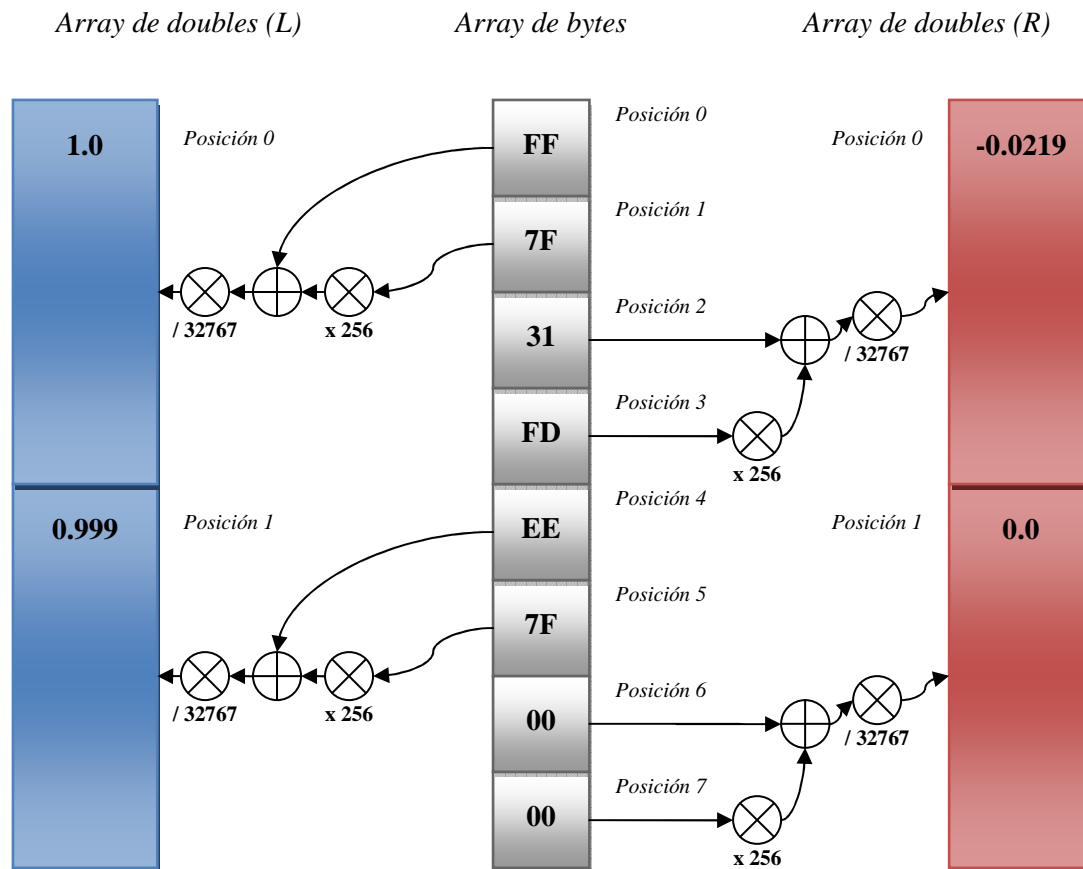 Array de doubles (L) Array de bytes Array de doubles (R)
Posición 0
1.0 Posición 0 FF Posición 0 -0.0219
Posición 1
7F
/ 32767 x 256 Posición 2
31 / 32767
Posición 3
FD
x 256
Posición 4
0.999 Posición 1 EE Posición 1 0.0
Posición 5
7F
/ 32767 x 256 Posición 6
00 / 32767
Posición 7
00
x 256